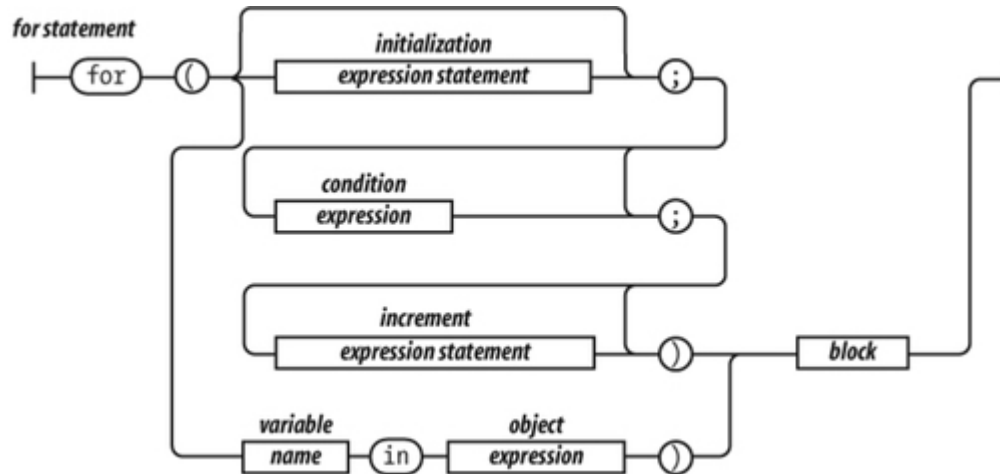 for statement
initialization
for ( expression statement ;
condition
expression ;
increment
expression statement ) block
variable object
name in expression )